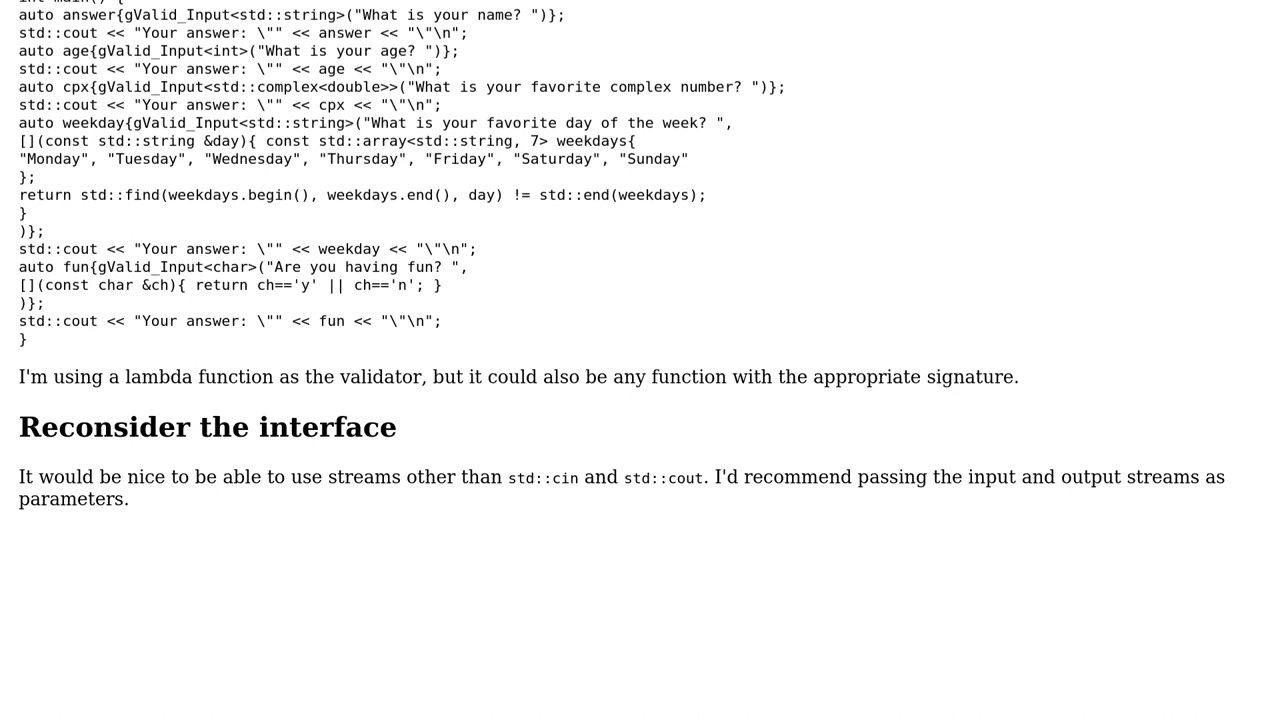 int main() {
auto answer{gValid_Input<std::string>("What is your name? ")};
std::cout << "Your answer: \"" << answer << "\"\n";
auto age{gValid_Input<int>("What is your age? ")};
std::cout << "Your answer: \"" << age << "\"\n";
auto cpx{gValid_Input<std::complex<double>>("What is your favorite complex number? ")};
std::cout << "Your answer: \"" << cpx << "\"\n";
auto weekday{gValid_Input<std::string>("What is your favorite day of the week? ",
[](const std::string &day){ const std::array<std::string, 7> weekdays{
"Monday", "Tuesday", "Wednesday", "Thursday", "Friday", "Saturday", "Sunday"
};
return std::find(weekdays.begin(), weekdays.end(), day) != std::end(weekdays);
}
)};
std::cout << "Your answer: \"" << weekday << "\"\n";
auto fun{gValid_Input<char>("Are you having fun? ",
[](const char &ch){ return ch=='y' || ch=='n'; }
)};
std::cout << "Your answer: \"" << fun << "\"\n";
}
I'm using a lambda function as the validator, but it could also be any function with the appropriate signature.
Reconsider the interface
It would be nice to be able to use streams other than std::cin and std::cout. I'd recommend passing the input and output streams as
parameters.